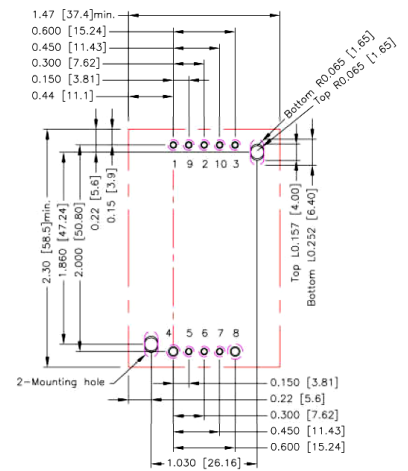 1.47 [37.4]min.
0.600 [15.24]
0.450 [11.43]
0.300 [7.62]
0.150 [3.81]
0.44 [11.1]
Bottom R0.065 [1.65]
Top R0.065 [1.65]
1 9 2 10 3
2.30 [58.5]min.
1.860 [47.24]
2.000 [50.80]
0.22 [5.6]
0.15 [3.9]
Top L0.157 [4.00]
Bottom L0.252 [6.40]
4 5 6 7 8
2-Mounting hole
0.150 [3.81]
0.22 [5.6]
0.300 [7.62]
0.450 [11.43]
0.600 [15.24]
1.030 [26.16]